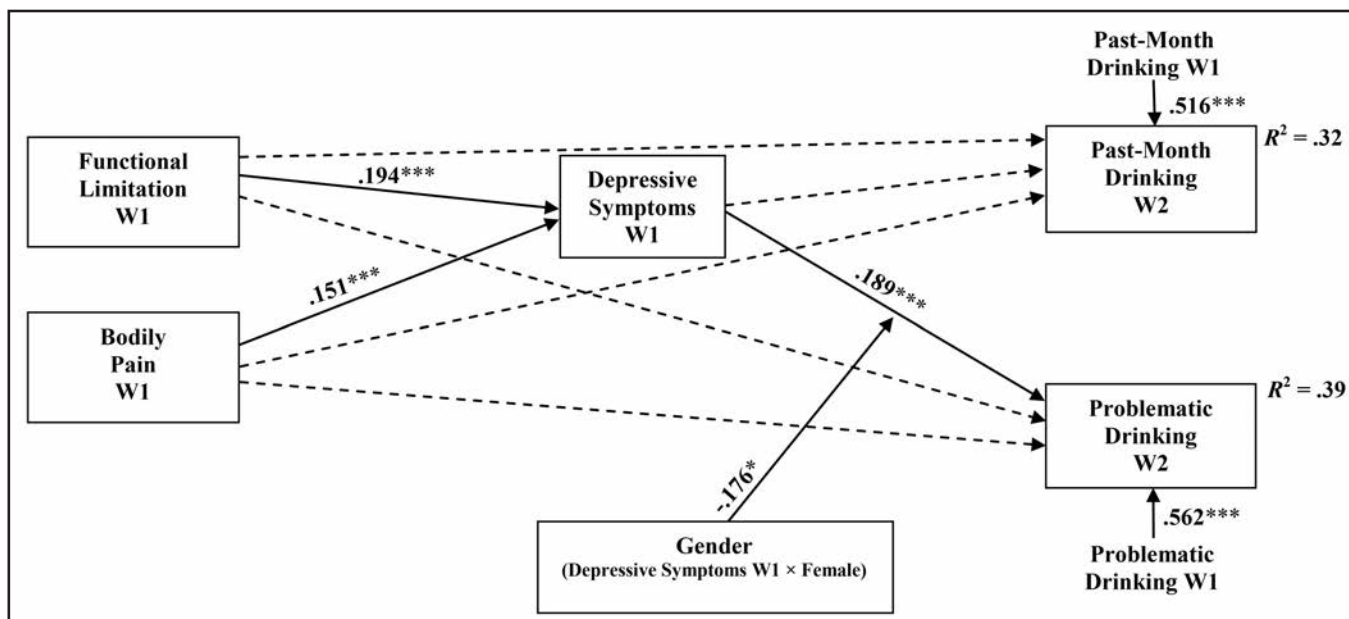 Past-Month
Drinking W1
.516***
Functional
Limitation
W1
.194***
Depressive
Symptoms
W1
Past-Month
Drinking
W2
R² = .32
.151***
.189***
Bodily
Pain
W1
Problematic
Drinking
W2
R² = .39
-.176*
Gender
(Depressive Symptoms W1 × Female)
.562***
Problematic
Drinking W1